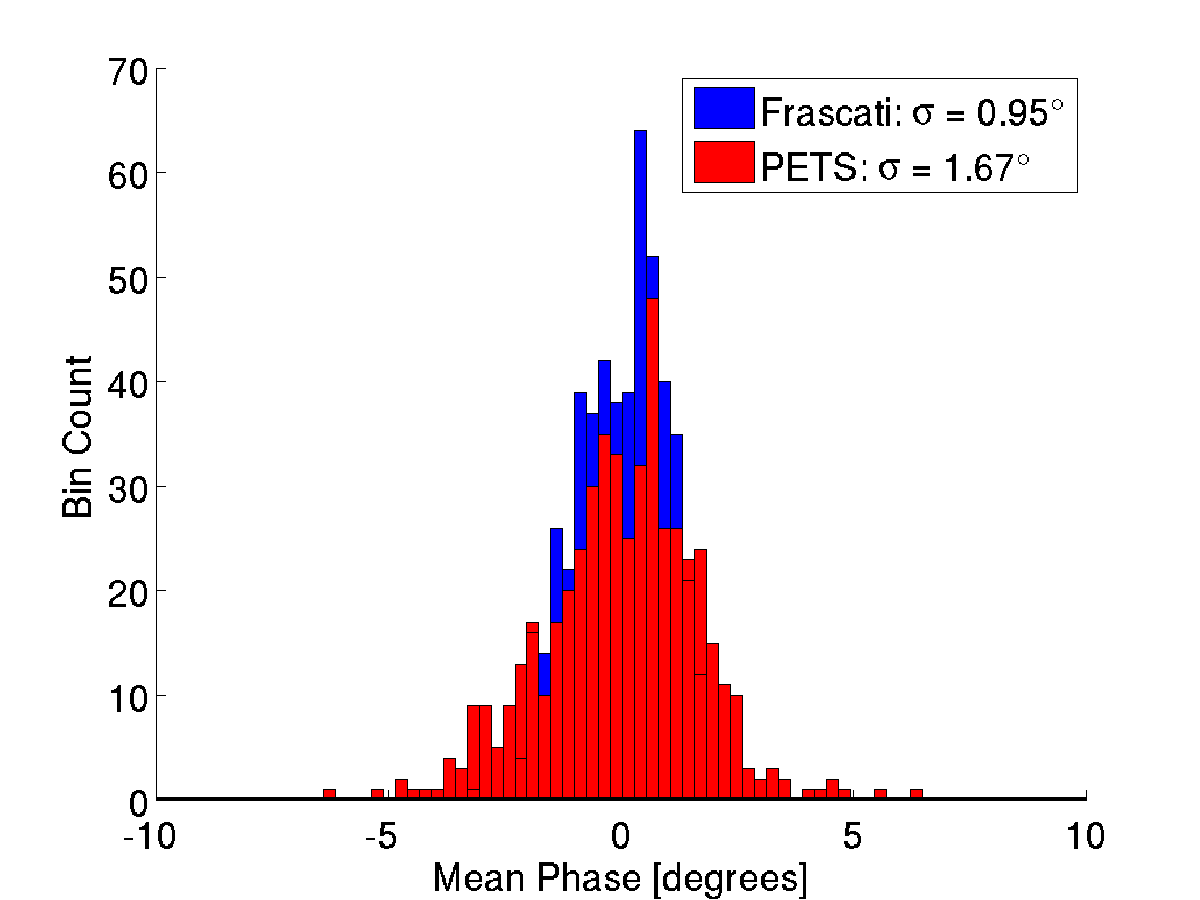 70
60
50
40
30
20
10
0
Bin Count
Frascati: σ = 0.95°
PETS: σ = 1.67°
-10 -5 0 5 10
Mean Phase [degrees]